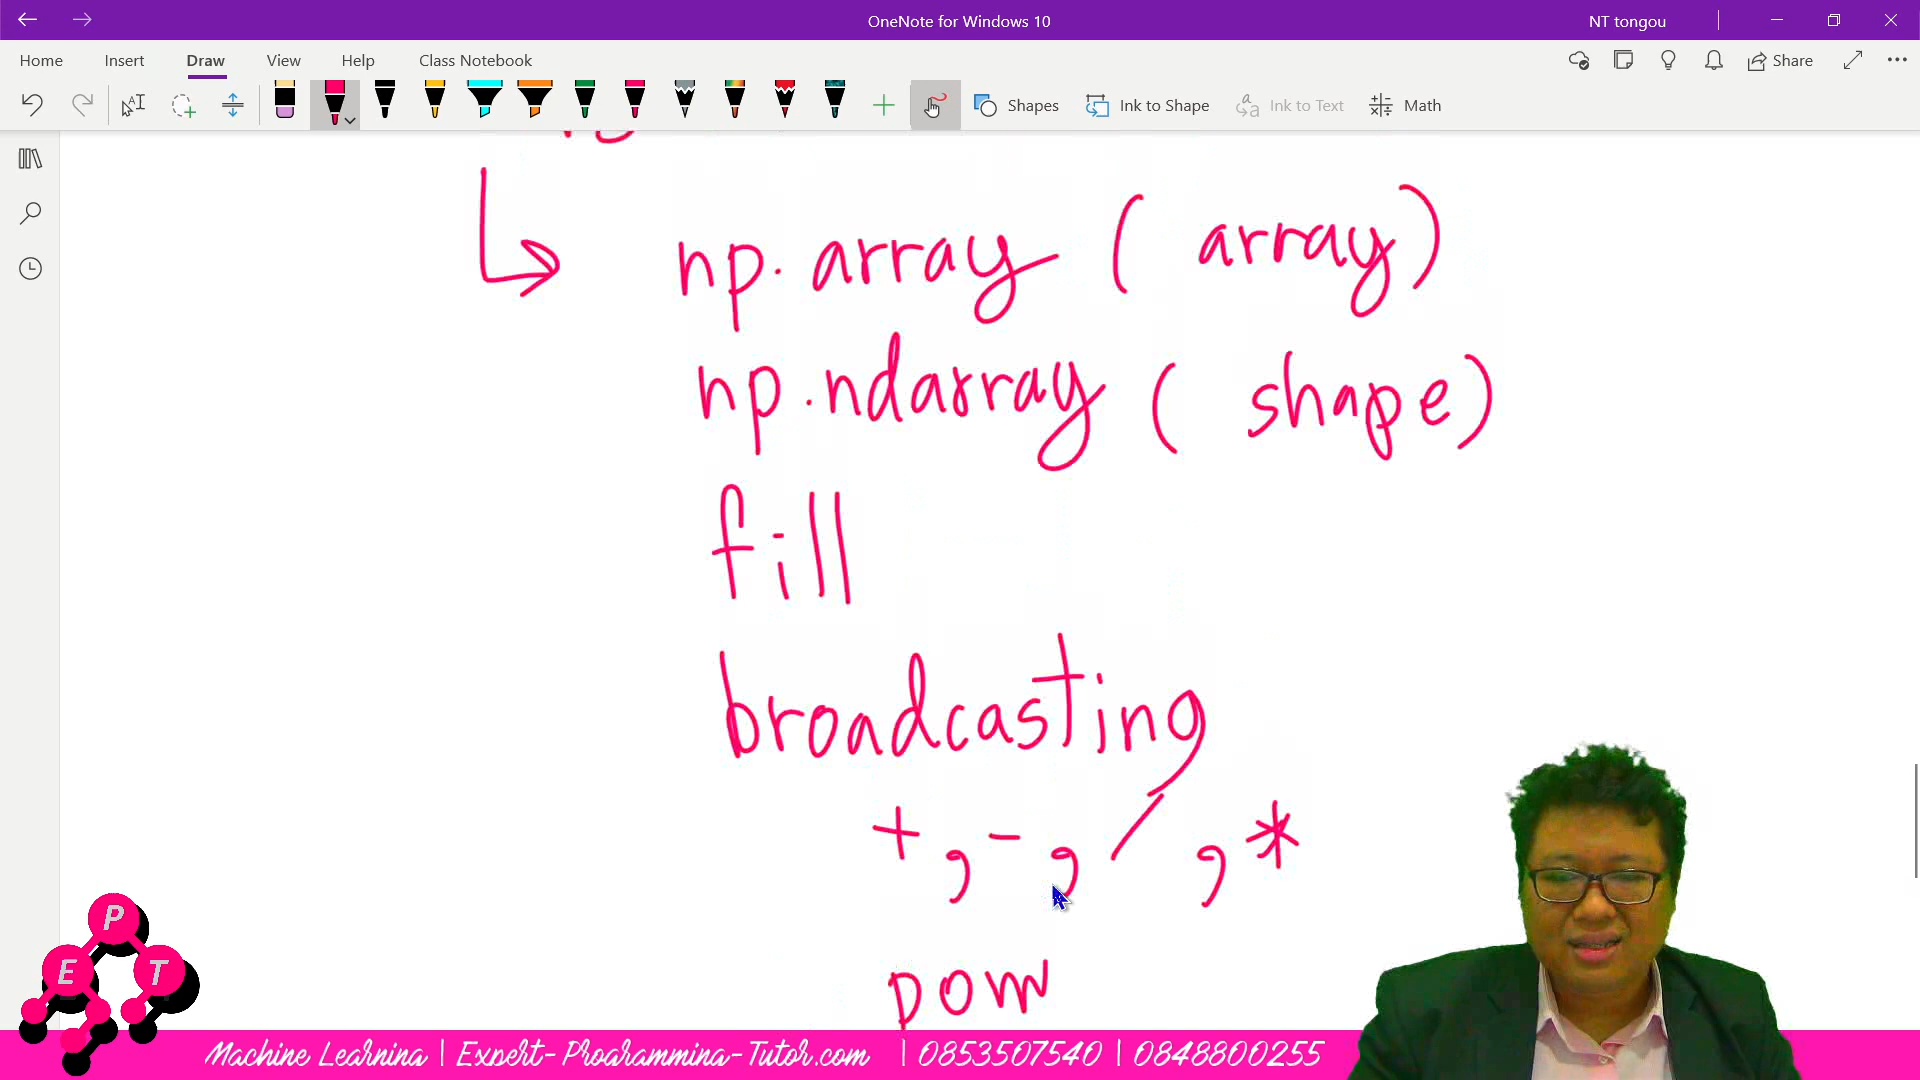 OneNote for Windows 10
NT tongou
Home Insert Draw View Help Class Notebook
Share
Shapes Ink to Shape Ink to Text Math
np.array ( array )
np.ndarray ( shape )
fill
broadcasting
+ , - , / , *
pow
P
E T
Machine Learning | Expert-Programming-Tutor.com | 0853507540 | 0848800255